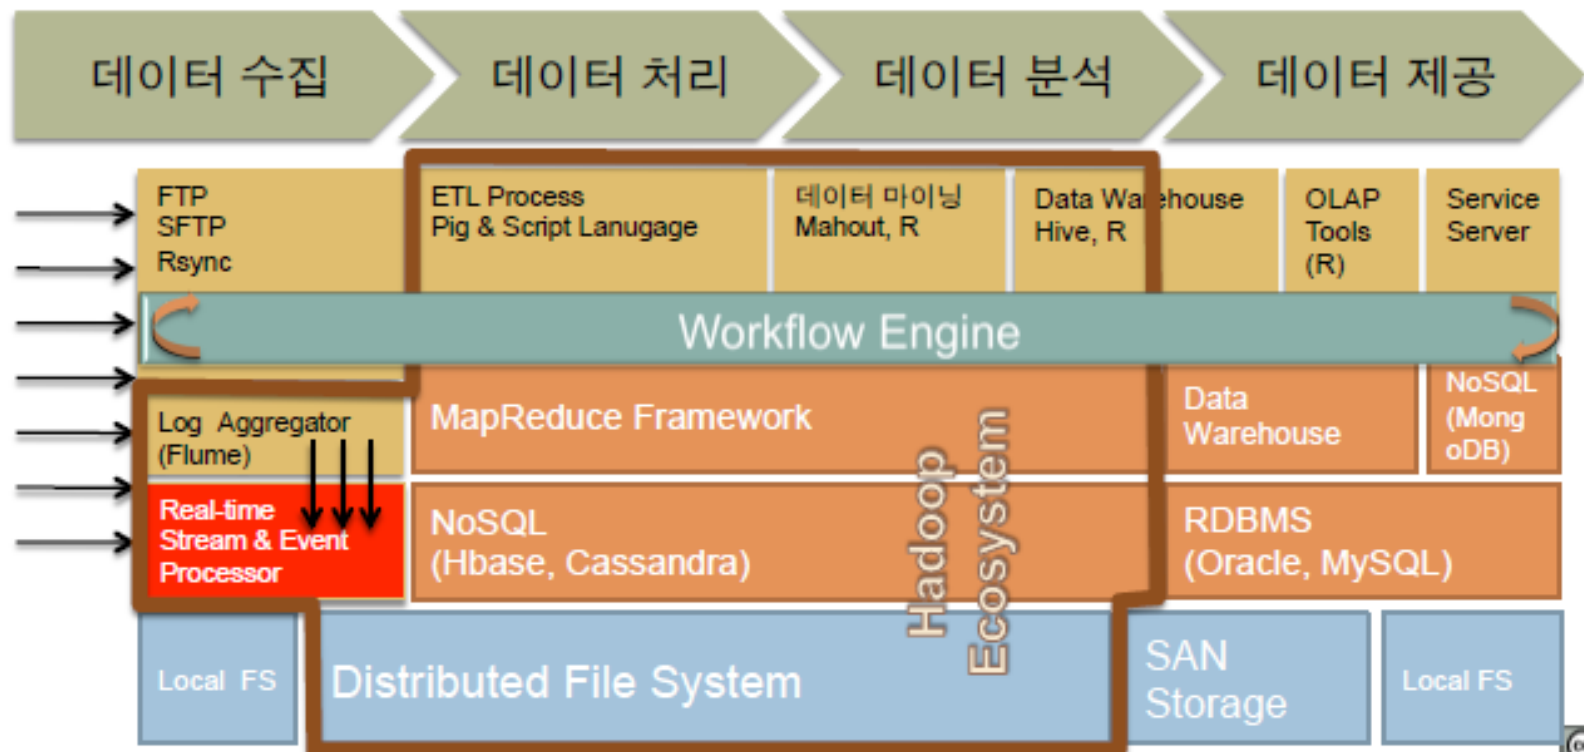 데이터 수집
데이터 처리
데이터 분석
데이터 제공
FTP
SFTP
Rsync
ETL Process
Pig & Script Lanugage
데이터 마이닝
Mahout, R
Data Warehouse
Hive, R
OLAP
Tools
(R)
Service
Server
Workflow Engine
Log Aggregator
(Flume)
MapReduce Framework
Data
Warehouse
NoSQL
(Mong
oDB)
Real-time
Stream & Event
Processor
NoSQL
(Hbase, Cassandra)
Hadoop
Ecosystem
RDBMS
(Oracle, MySQL)
Local FS
Distributed File System
SAN
Storage
Local FS